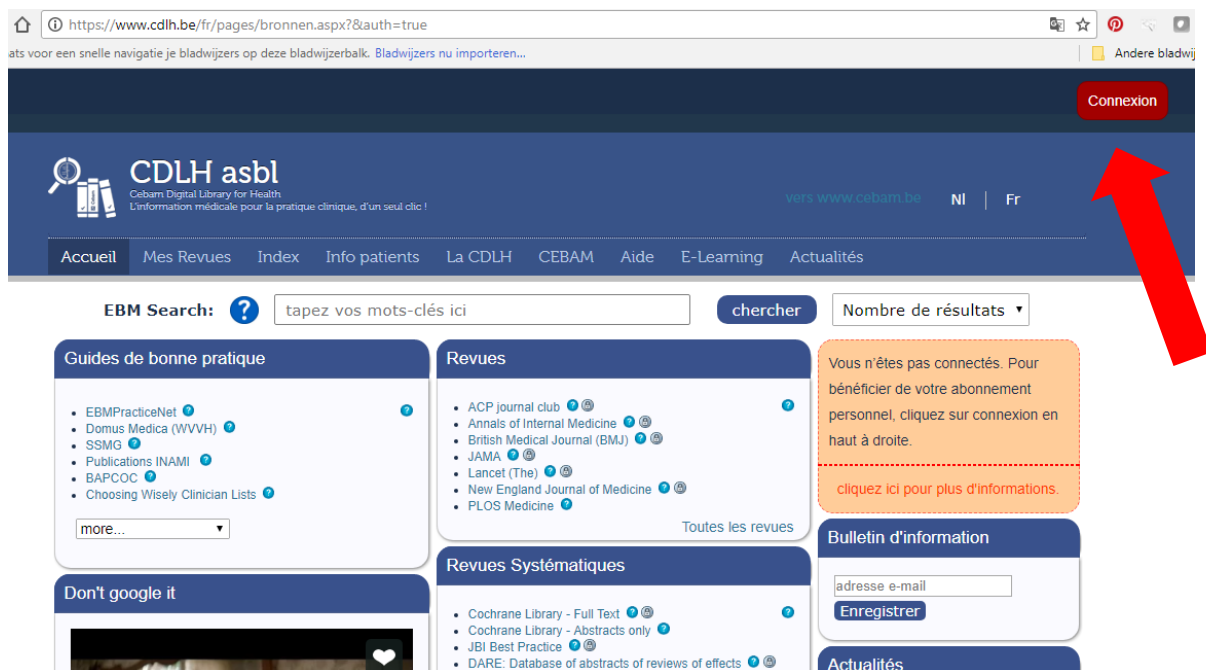 https://www.cdlh.be/fr/pages/bronnen.aspx?&auth=true
ats voor een snelle navigatie je bladwijzers op deze bladwijzerbalk. Bladwijzers nu importeren...
Andere bladwij
Connexion
CDLH asbl
Cebam Digital Library for Health
L'information médicale pour la pratique clinique, d'un seul clic !
vers www.cebam.be
Nl | Fr
Accueil Mes Revues Index Info patients La CDLH CEBAM Aide E-Learning Actualités
EBM Search: ? tapez vos mots-clés ici chercher Nombre de résultats
Guides de bonne pratique
EBMPracticeNet
Domus Medica (WVVH)
SSMG
Publications INAMI
BAPCOC
Choosing Wisely Clinician Lists
more...
Don't google it
Revues
ACP journal club
Annals of Internal Medicine
British Medical Journal (BMJ)
JAMA
Lancet (The)
New England Journal of Medicine
PLOS Medicine
Toutes les revues
Revues Systématiques
Cochrane Library - Full Text
Cochrane Library - Abstracts only
JBI Best Practice
DARE: Database of abstracts of reviews of effects
Vous n'êtes pas connectés. Pour
bénéficier de votre abonnement
personnel, cliquez sur connexion en
haut à droite.
cliquez ici pour plus d'informations.
Bulletin d'information
adresse e-mail
Enregistrer
Actualités